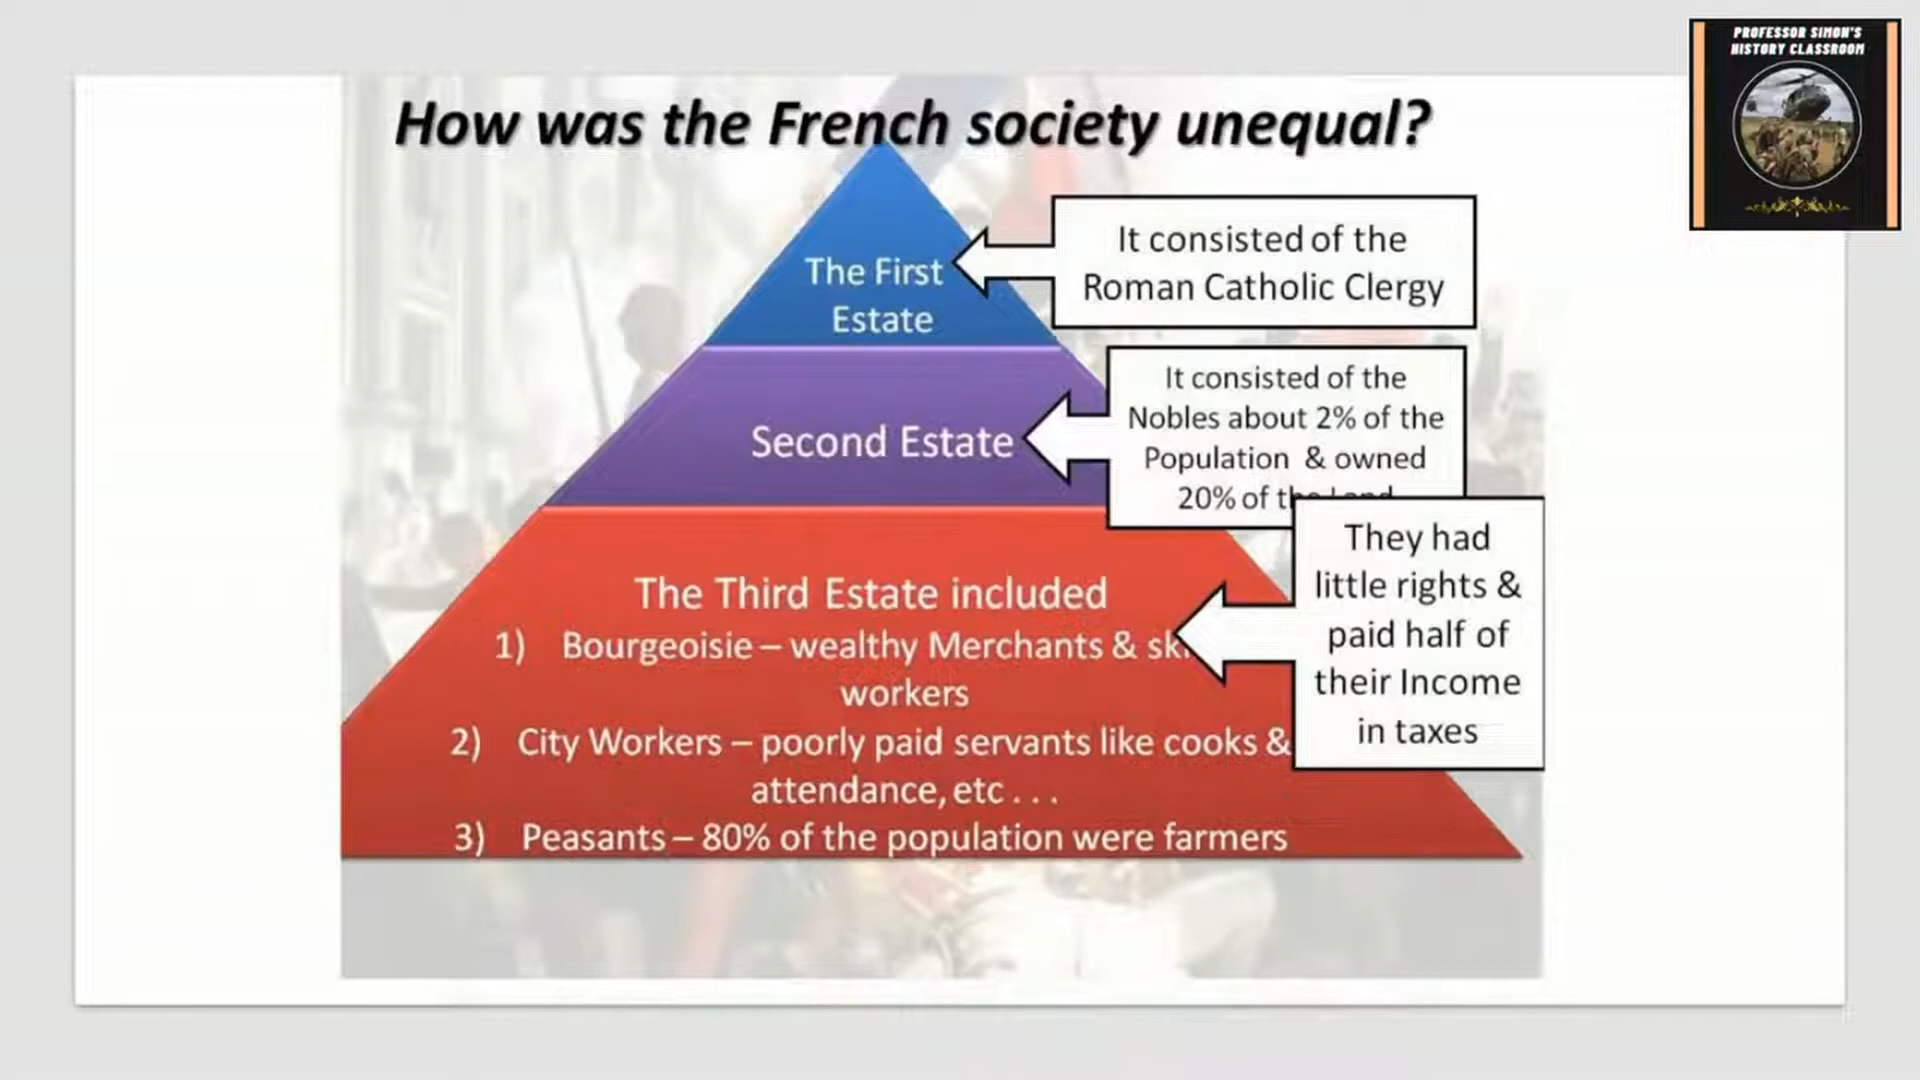 PROFESSOR SIMON'S
HISTORY CLASSROOM
How was the French society unequal?
The First
Estate
It consisted of the
Roman Catholic Clergy
Second Estate
It consisted of the
Nobles about 2% of the
Population & owned
20% of the Land
The Third Estate included
1) Bourgeoisie – wealthy Merchants &
workers
2) City Workers – poorly paid servants like cooks &
attendance, etc . . .
3) Peasants – 80% of the population were farmers
They had
little rights &
paid half of
their Income
in taxes